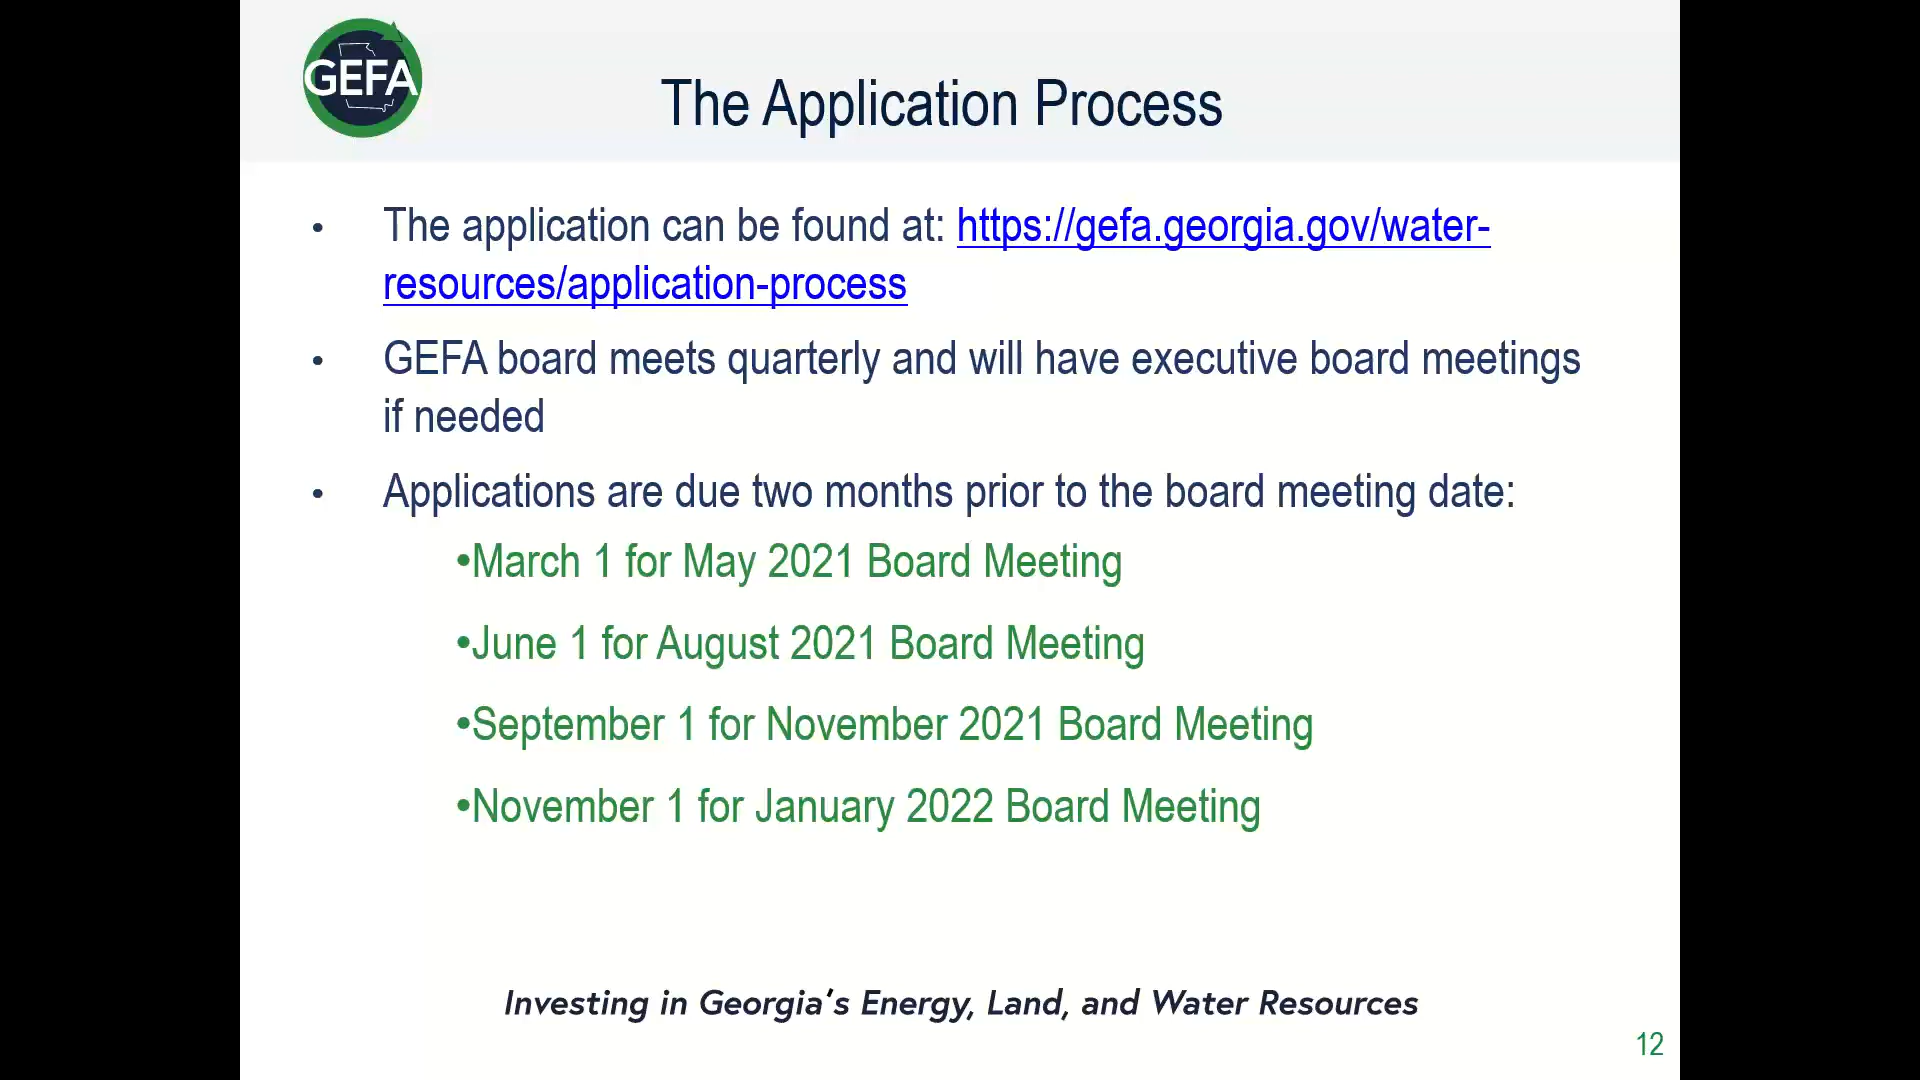 GEFA
The Application Process
• The application can be found at: https://gefa.georgia.gov/water-
resources/application-process
• GEFA board meets quarterly and will have executive board meetings
if needed
• Applications are due two months prior to the board meeting date:
•March 1 for May 2021 Board Meeting
•June 1 for August 2021 Board Meeting
•September 1 for November 2021 Board Meeting
•November 1 for January 2022 Board Meeting
Investing in Georgia's Energy, Land, and Water Resources
12